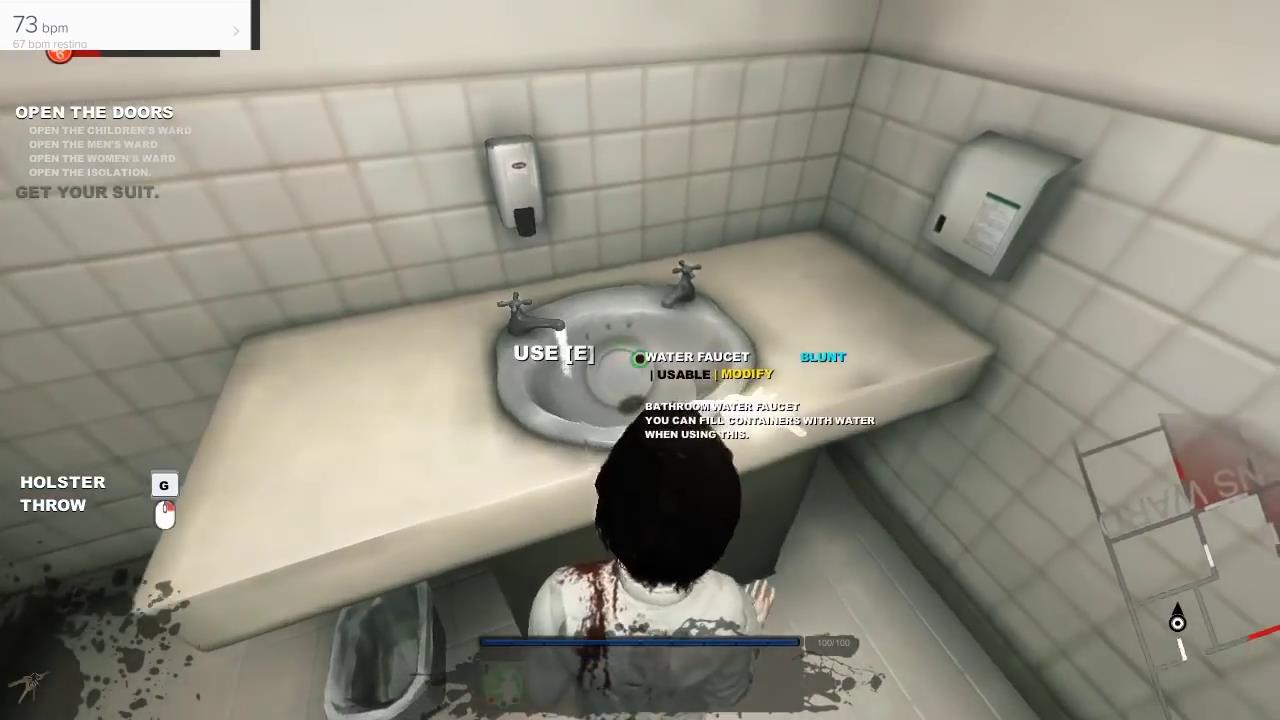 73 bpm
67 bpm resting
OPEN THE DOORS
OPEN THE CHILDREN'S WARD
OPEN THE MEN'S WARD
OPEN THE WOMEN'S WARD
OPEN THE ISOLATION.
GET YOUR SUIT.
USE [E]
WATER FAUCET
BLUNT
| USABLE | MODIFY
BATHROOM WATER FAUCET
YOU CAN FILL CONTAINERS WITH WATER
WHEN USING THIS.
HOLSTER
G
THROW
100/100